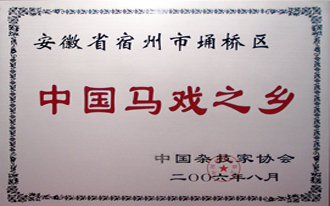 安徽省宿州市埇桥区
中国马戏之乡
中国杂技家协会
二〇〇六年八月